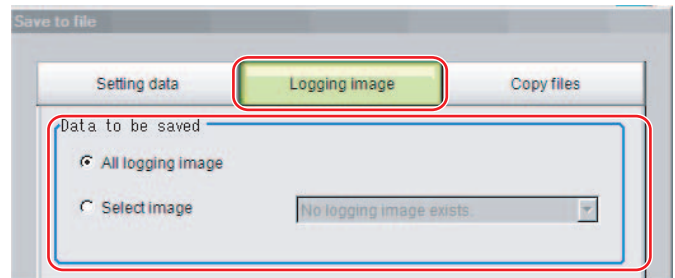 Save to file
Setting data Logging image Copy files
Data to be saved
All logging image
Select image No logging image exists.